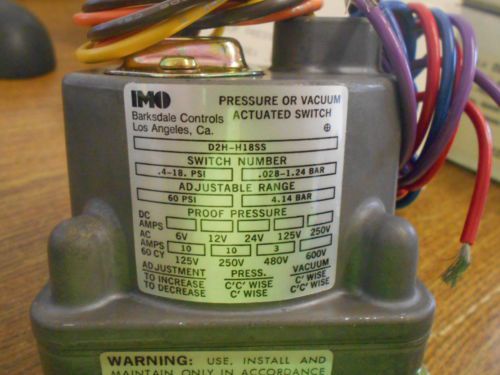 IMO PRESSURE OR VACUUM
Barksdale Controls ACTUATED SWITCH
Los Angeles, Ca.
D2H-H18SS
SWITCH NUMBER
.4-18. PSI .028-1.24 BAR
ADJUSTABLE RANGE
60 PSI 4.14 BAR
PROOF PRESSURE
DC
AMPS
AC 6V 12V 24V 125V 250V
AMPS 10 10 3
60 CY 125V 250V 480V 600V
ADJUSTMENT PRESS. VACUUM
TO INCREASE C'C' WISE C' WISE
TO DECREASE C' WISE C'C' WISE
WARNING: USE, INSTALL AND
MAINTAIN ONLY IN ACCORDANCE